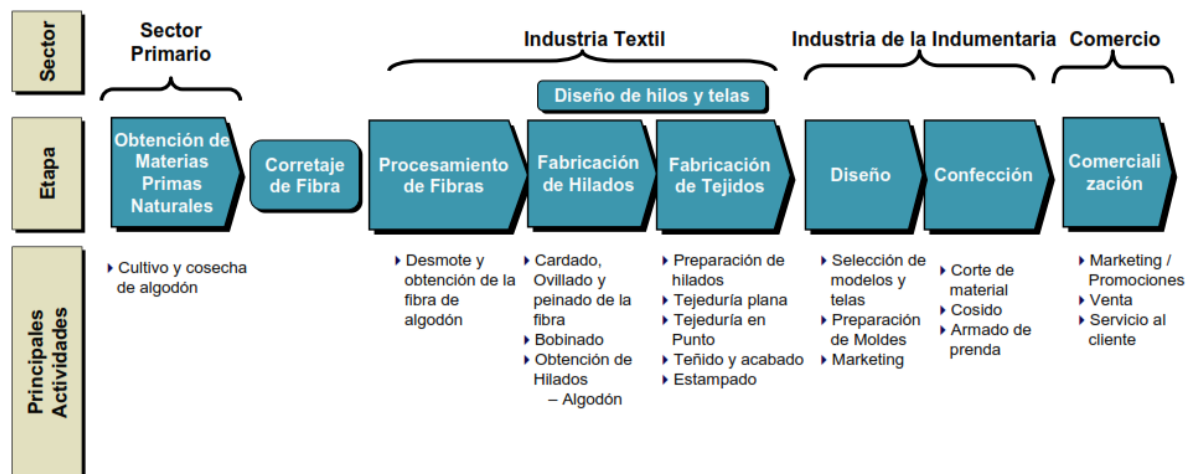 Sector
Sector
Primario
Industria Textil
Industria de la Indumentaria
Comercio
Diseño de hilos y telas
Etapa
Obtención de
Materias
Primas
Naturales
Corretaje
de Fibra
Procesamiento
de Fibras
Fabricación
de Hilados
Fabricación
de Tejidos
Diseño
Confección
Comerciali
zación
Principales
Actividades
Cultivo y cosecha
de algodón
Desmote y
obtención de la
fibra de
algodón
Cardado,
Ovillado y
peinado de la
fibra
Bobinado
Obtención de
Hilados
– Algodón
Preparación de
hilados
Tejeduría plana
Tejeduría en
Punto
Teñido y acabado
Estampado
Selección de
modelos y
telas
Preparación
de Moldes
Marketing
Corte de
material
Cosido
Armado de
prenda
Marketing /
Promociones
Venta
Servicio al
cliente